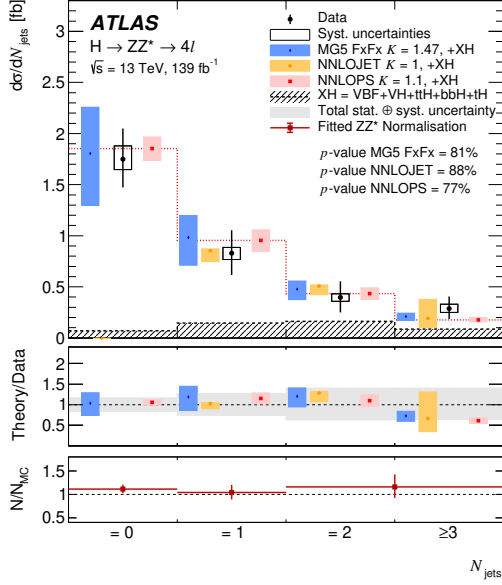 ATLAS
H → ZZ* → 4l
√s = 13 TeV, 139 fb⁻¹
Data
Syst. uncertainties
MG5 FxFx K = 1.47, +XH
NNLOJET K = 1, +XH
NNLOPS K = 1.1, +XH
XH = VBF+VH+ttH+bbH+tH
Total stat. ⊕ syst. uncertainty
Fitted ZZ* Normalisation
p-value MG5 FxFx = 81%
p-value NNLOJET = 88%
p-value NNLOPS = 77%
dσ/dN_jets [fb]
3
2.5
2
1.5
1
0.5
0
Theory/Data
2
1.5
1
0.5
N/N_MC
1.5
1
0.5
= 0 = 1 = 2 ≥3
N_jets